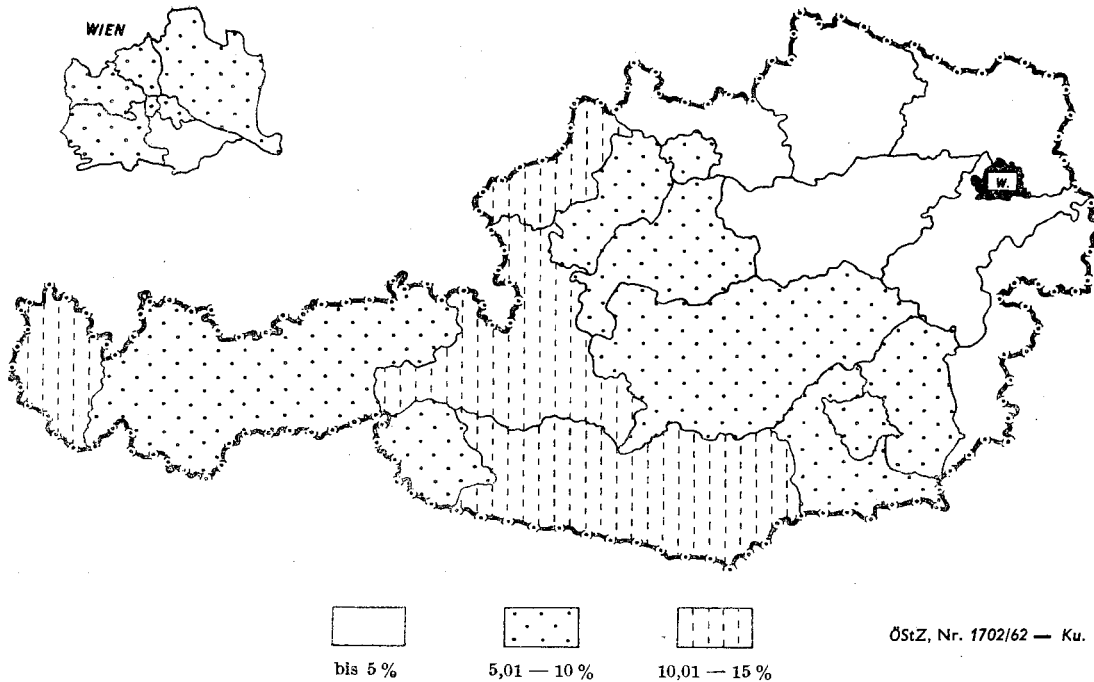 WIEN
W.
bis 5 %
5,01 — 10 %
10,01 — 15 %
ÖStZ, Nr. 1702/62 — Ku.